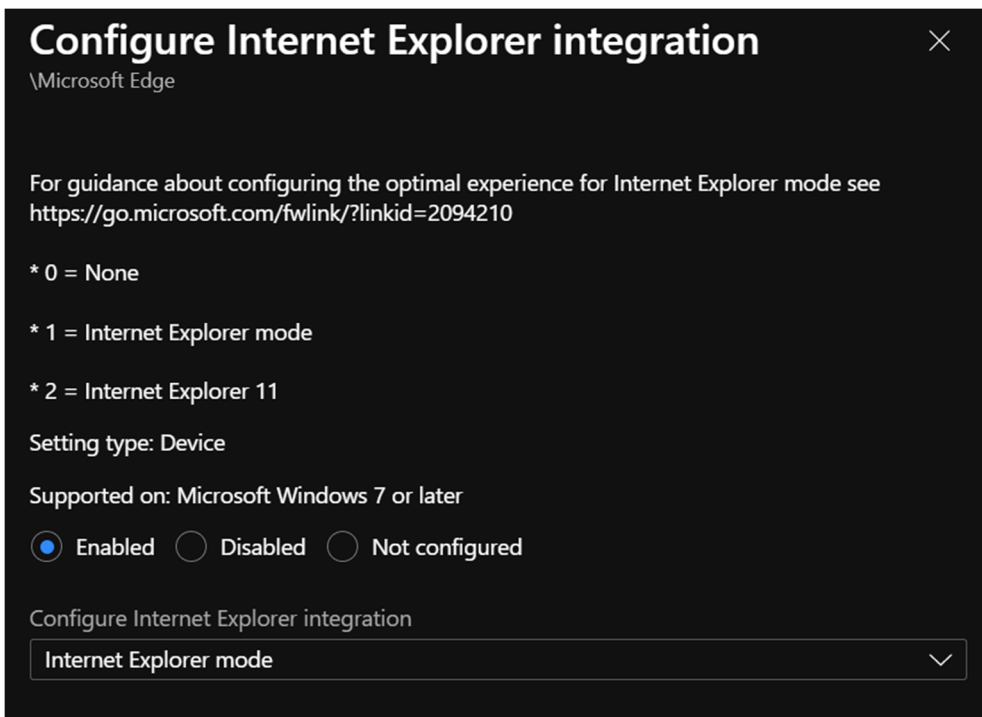 Configure Internet Explorer integration
\Microsoft Edge
For guidance about configuring the optimal experience for Internet Explorer mode see
https://go.microsoft.com/fwlink/?linkid=2094210
* 0 = None
* 1 = Internet Explorer mode
* 2 = Internet Explorer 11
Setting type: Device
Supported on: Microsoft Windows 7 or later
Enabled Disabled Not configured
Configure Internet Explorer integration
Internet Explorer mode